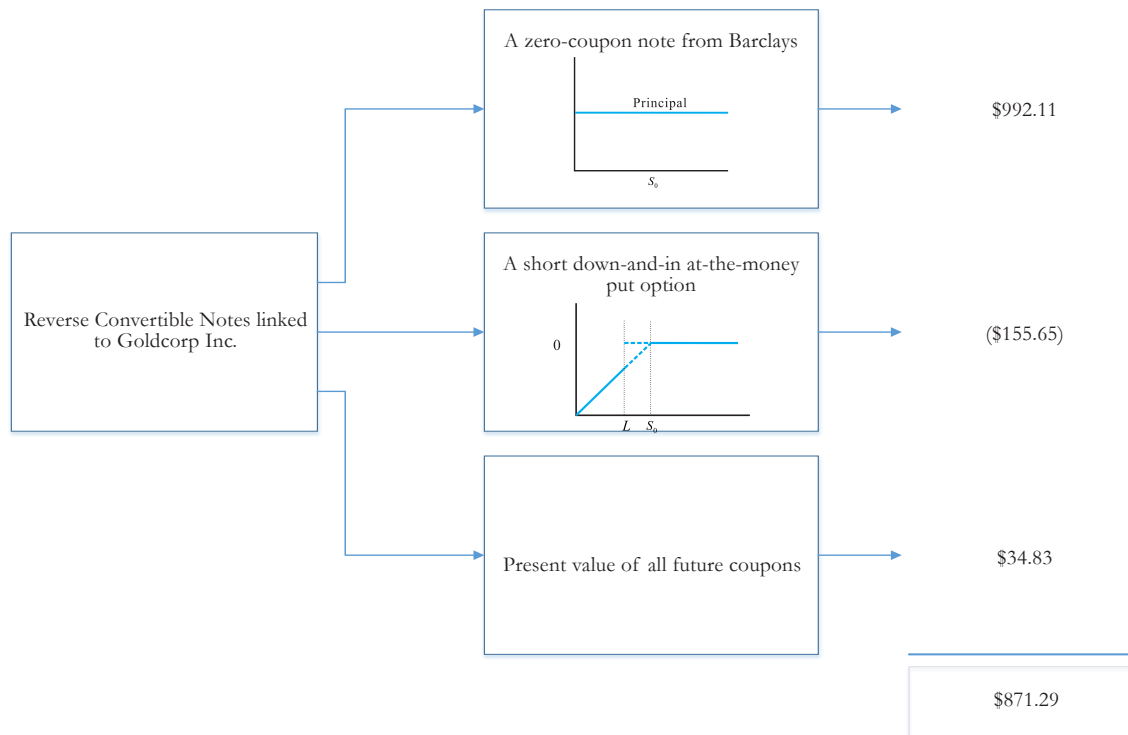 A zero-coupon note from Barclays
Principal
S₀
$992.11
Reverse Convertible Notes linked
to Goldcorp Inc.
A short down-and-in at-the-money
put option
0
L S₀
($155.65)
Present value of all future coupons
$34.83
$871.29